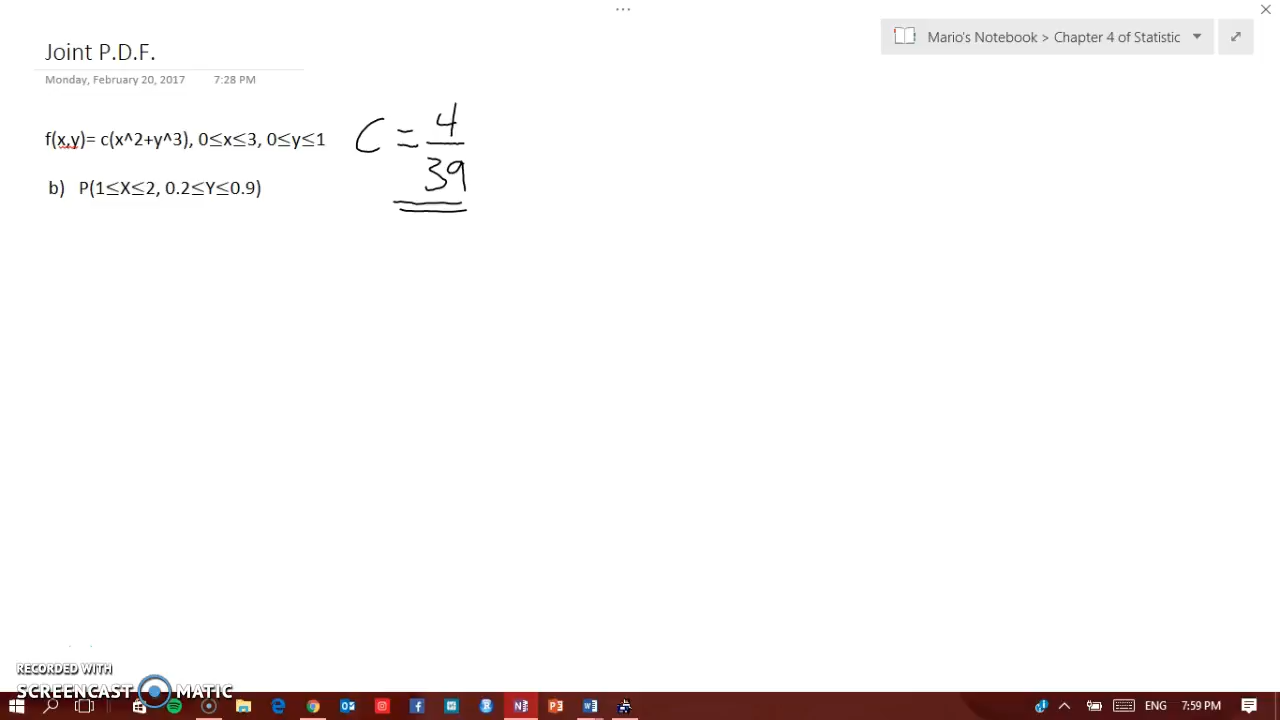 Mario's Notebook > Chapter 4 of Statistic
Joint P.D.F.
Monday, February 20, 2017 7:28 PM
f(x,y)= c(x^2+y^3), 0≤x≤3, 0≤y≤1
C = 4/39
b) P(1≤X≤2, 0.2≤Y≤0.9)
RECORDED WITH
SCREENCAST MATIC
ENG 7:59 PM